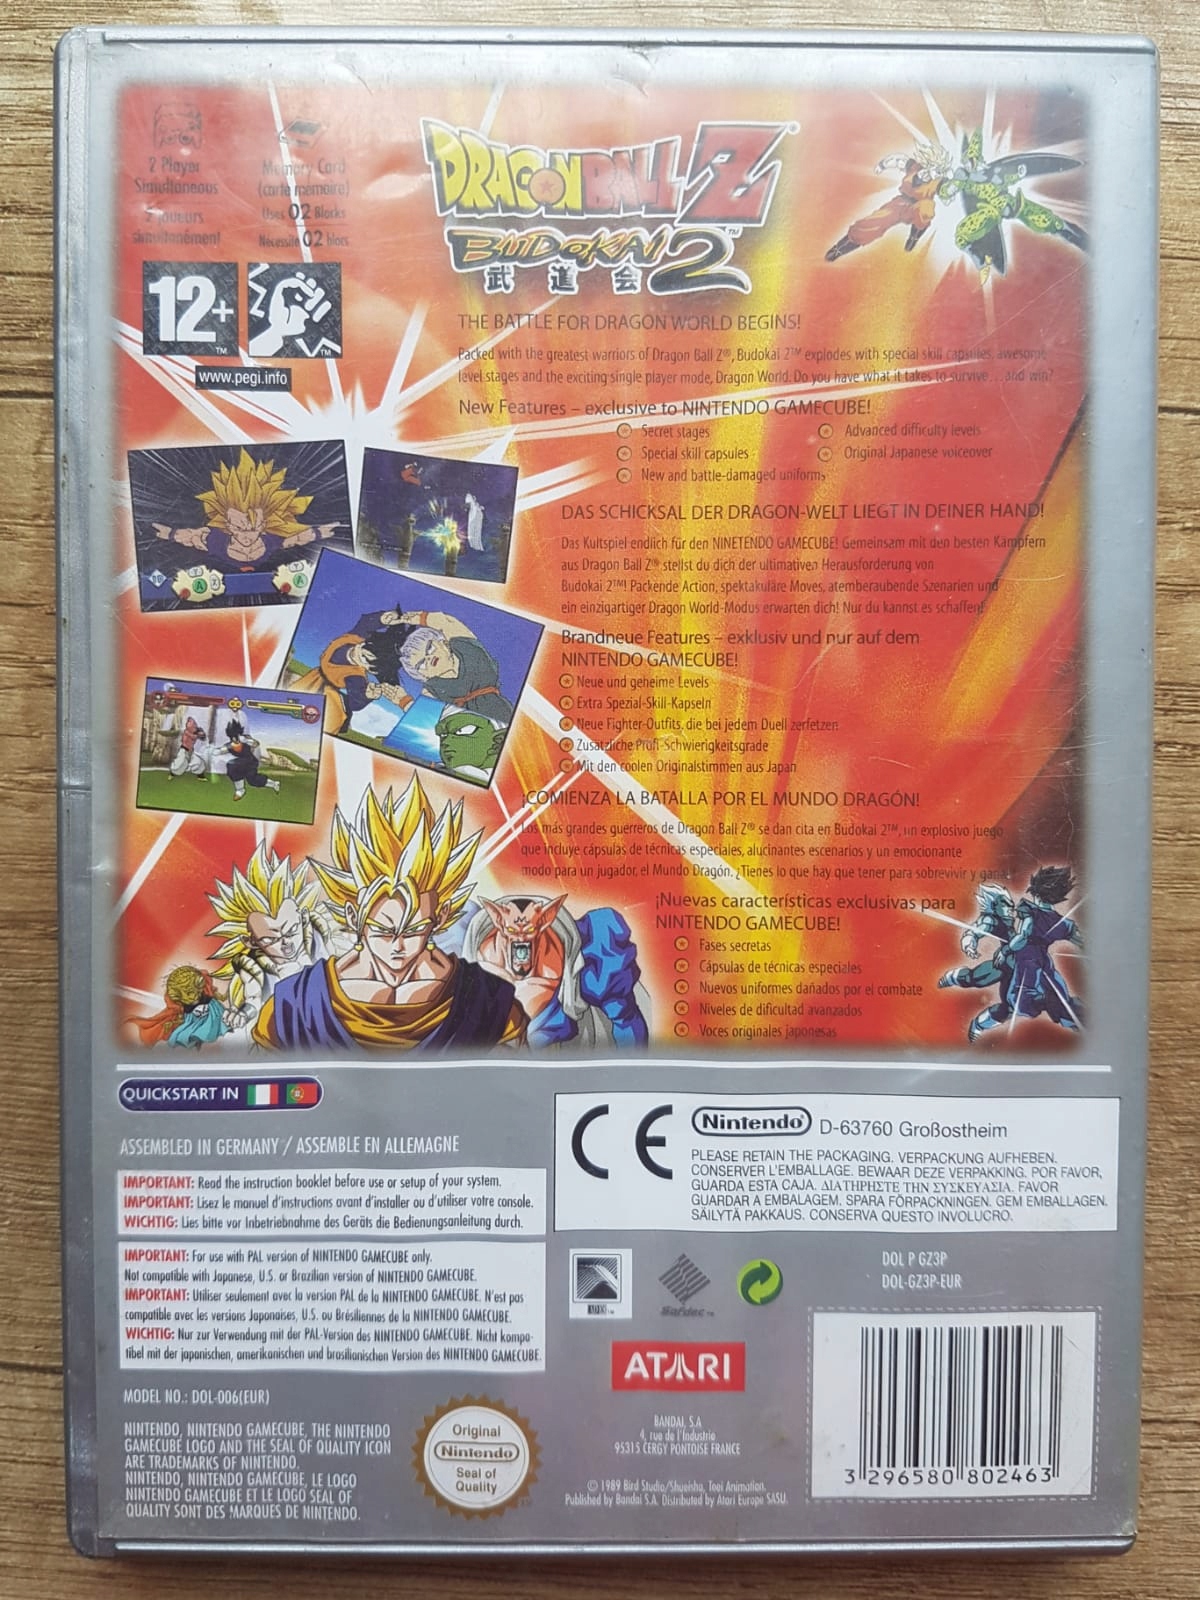 2 Player
Simultaneous
2 joueurs
simultanément
Memory Card
(carte mémoire)
Uses 02 Blocks
Nécessite 02 blocs
12+
TM
TM
www.pegi.info
DRAGONBALL Z®
BUDOKAI 2™
武道会
THE BATTLE FOR DRAGON WORLD BEGINS!
Packed with the greatest warriors of Dragon Ball Z®, Budokai 2™ explodes with special skill capsules, awesome
level stages and the exciting single player mode, Dragon World. Do you have what it takes to survive…and win?
New Features – exclusive to NINTENDO GAMECUBE!
Secret stages
Special skill capsules
New and battle-damaged uniforms
Advanced difficulty levels
Original Japanese voiceover
DAS SCHICKSAL DER DRAGON-WELT LIEGT IN DEINER HAND!
Das Kultspiel endlich für den NINETENDO GAMECUBE! Gemeinsam mit den besten Kämpfern
aus Dragon Ball Z® stellst du dich der ultimativen Herausforderung von
Budokai 2™! Packende Action, spektakuläre Moves, atemberaubende Szenarien und
ein einzigartiger Dragon World-Modus erwarten dich! Nur du kannst es schaffen!
Brandneue Features – exklusiv und nur auf dem
NINTENDO GAMECUBE!
Neue und geheime Levels
Extra Spezial-Skill-Kapseln
Neue Fighter-Outfits, die bei jedem Duell zerfetzen
Zusätzliche Profi-Schwierigkeitsgrade
Mit den coolen Originalstimmen aus Japan
¡COMIENZA LA BATALLA POR EL MUNDO DRAGÓN!
Los más grandes guerreros de Dragon Ball Z® se dan cita en Budokai 2™, un explosivo juego
que incluye cápsulas de técnicas especiales, alucinantes escenarios y un emocionante
modo para un jugador, el Mundo Dragón. ¿Tienes lo que hay que tener para sobrevivir y ganar?
¡Nuevas características exclusivas para
NINTENDO GAMECUBE!
Fases secretas
Cápsulas de técnicas especiales
Nuevos uniformes dañados por el combate
Niveles de dificultad avanzados
Voces originales japonesas
QUICKSTART IN
ASSEMBLED IN GERMANY / ASSEMBLE EN ALLEMAGNE
IMPORTANT: Read the instruction booklet before use or setup of your system.
IMPORTANT: Lisez le manuel d'instructions avant d'installer ou d'utiliser votre console.
WICHTIG: Lies bitte vor Inbetriebnahme des Geräts die Bedienungsanleitung durch.
IMPORTANT: For use with PAL version of NINTENDO GAMECUBE only.
Not compatible with Japanese, U.S. or Brazilian version of NINTENDO GAMECUBE.
IMPORTANT: Utiliser seulement avec la version PAL de la NINTENDO GAMECUBE. N'est pas
compatible avec les versions Japonaises, U.S. ou Brésiliennes de la NINTENDO GAMECUBE.
WICHTIG: Nur zur Verwendung mit der PAL-Version des NINTENDO GAMECUBE. Nicht kompa-
tibel mit der japanischen, amerikanischen und brasilianischen Version des NINTENDO GAMECUBE.
MODEL NO.: DOL-006(EUR)
NINTENDO, NINTENDO GAMECUBE, THE NINTENDO
GAMECUBE LOGO AND THE SEAL OF QUALITY ICON
ARE TRADEMARKS OF NINTENDO.
NINTENDO, NINTENDO GAMECUBE, LE LOGO
NINTENDO GAMECUBE ET LE LOGO SEAL OF
QUALITY SONT DES MARQUES DE NINTENDO.
Original
Nintendo®
Seal of
Quality
CE
Nintendo® D-63760 Großostheim
PLEASE RETAIN THE PACKAGING. VERPACKUNG AUFHEBEN.
CONSERVER L'EMBALLAGE. BEWAAR DEZE VERPAKKING. POR FAVOR,
GUARDA ESTA CAJA. ΔΙΑΤΗΡΗΣΤΕ ΤΗΝ ΣΥΣΚΕΥΑΣΙΑ. FAVOR
GUARDAR A EMBALAGEM. SPARA FÖRPACKNINGEN. GEM EMBALLAGEN.
SÄILYTÄ PAKKAUS. CONSERVA QUESTO INVOLUCRO.
ADRS™
Sofdec™
DOL P GZ3P
DOL-GZ3P-EUR
ATARI
BANDAI, S.A
4, rue de l'Industrie
95315 CERGY PONTOISE FRANCE
© 1989 Bird Studio/Shueisha, Toei Animation.
Published by Bandai S.A. Distributed by Atari Europe SASU.
3 296580 802463